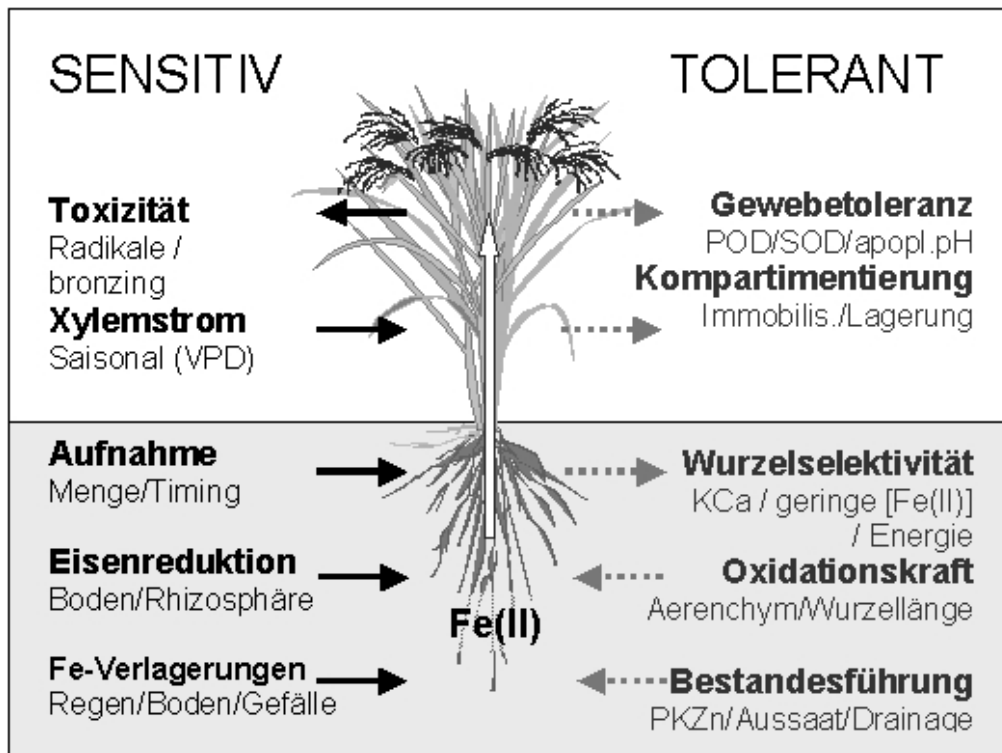 SENSITIV
TOLERANT
Toxizität
Radikale /
bronzing
Xylemstrom
Saisonal (VPD)
Gewebetoleranz
POD/SOD/apopl.pH
Kompartimentierung
Immobilis./Lagerung
Aufnahme
Menge/Timing
Eisenreduktion
Boden/Rhizosphäre
Fe-Verlagerungen
Regen/Boden/Gefälle
Fe(II)
Wurzelselektivität
KCa / geringe [Fe(II)]
/ Energie
Oxidationskraft
Aerenchym/Wurzellänge
Bestandesführung
PKZn/Aussaat/Drainage